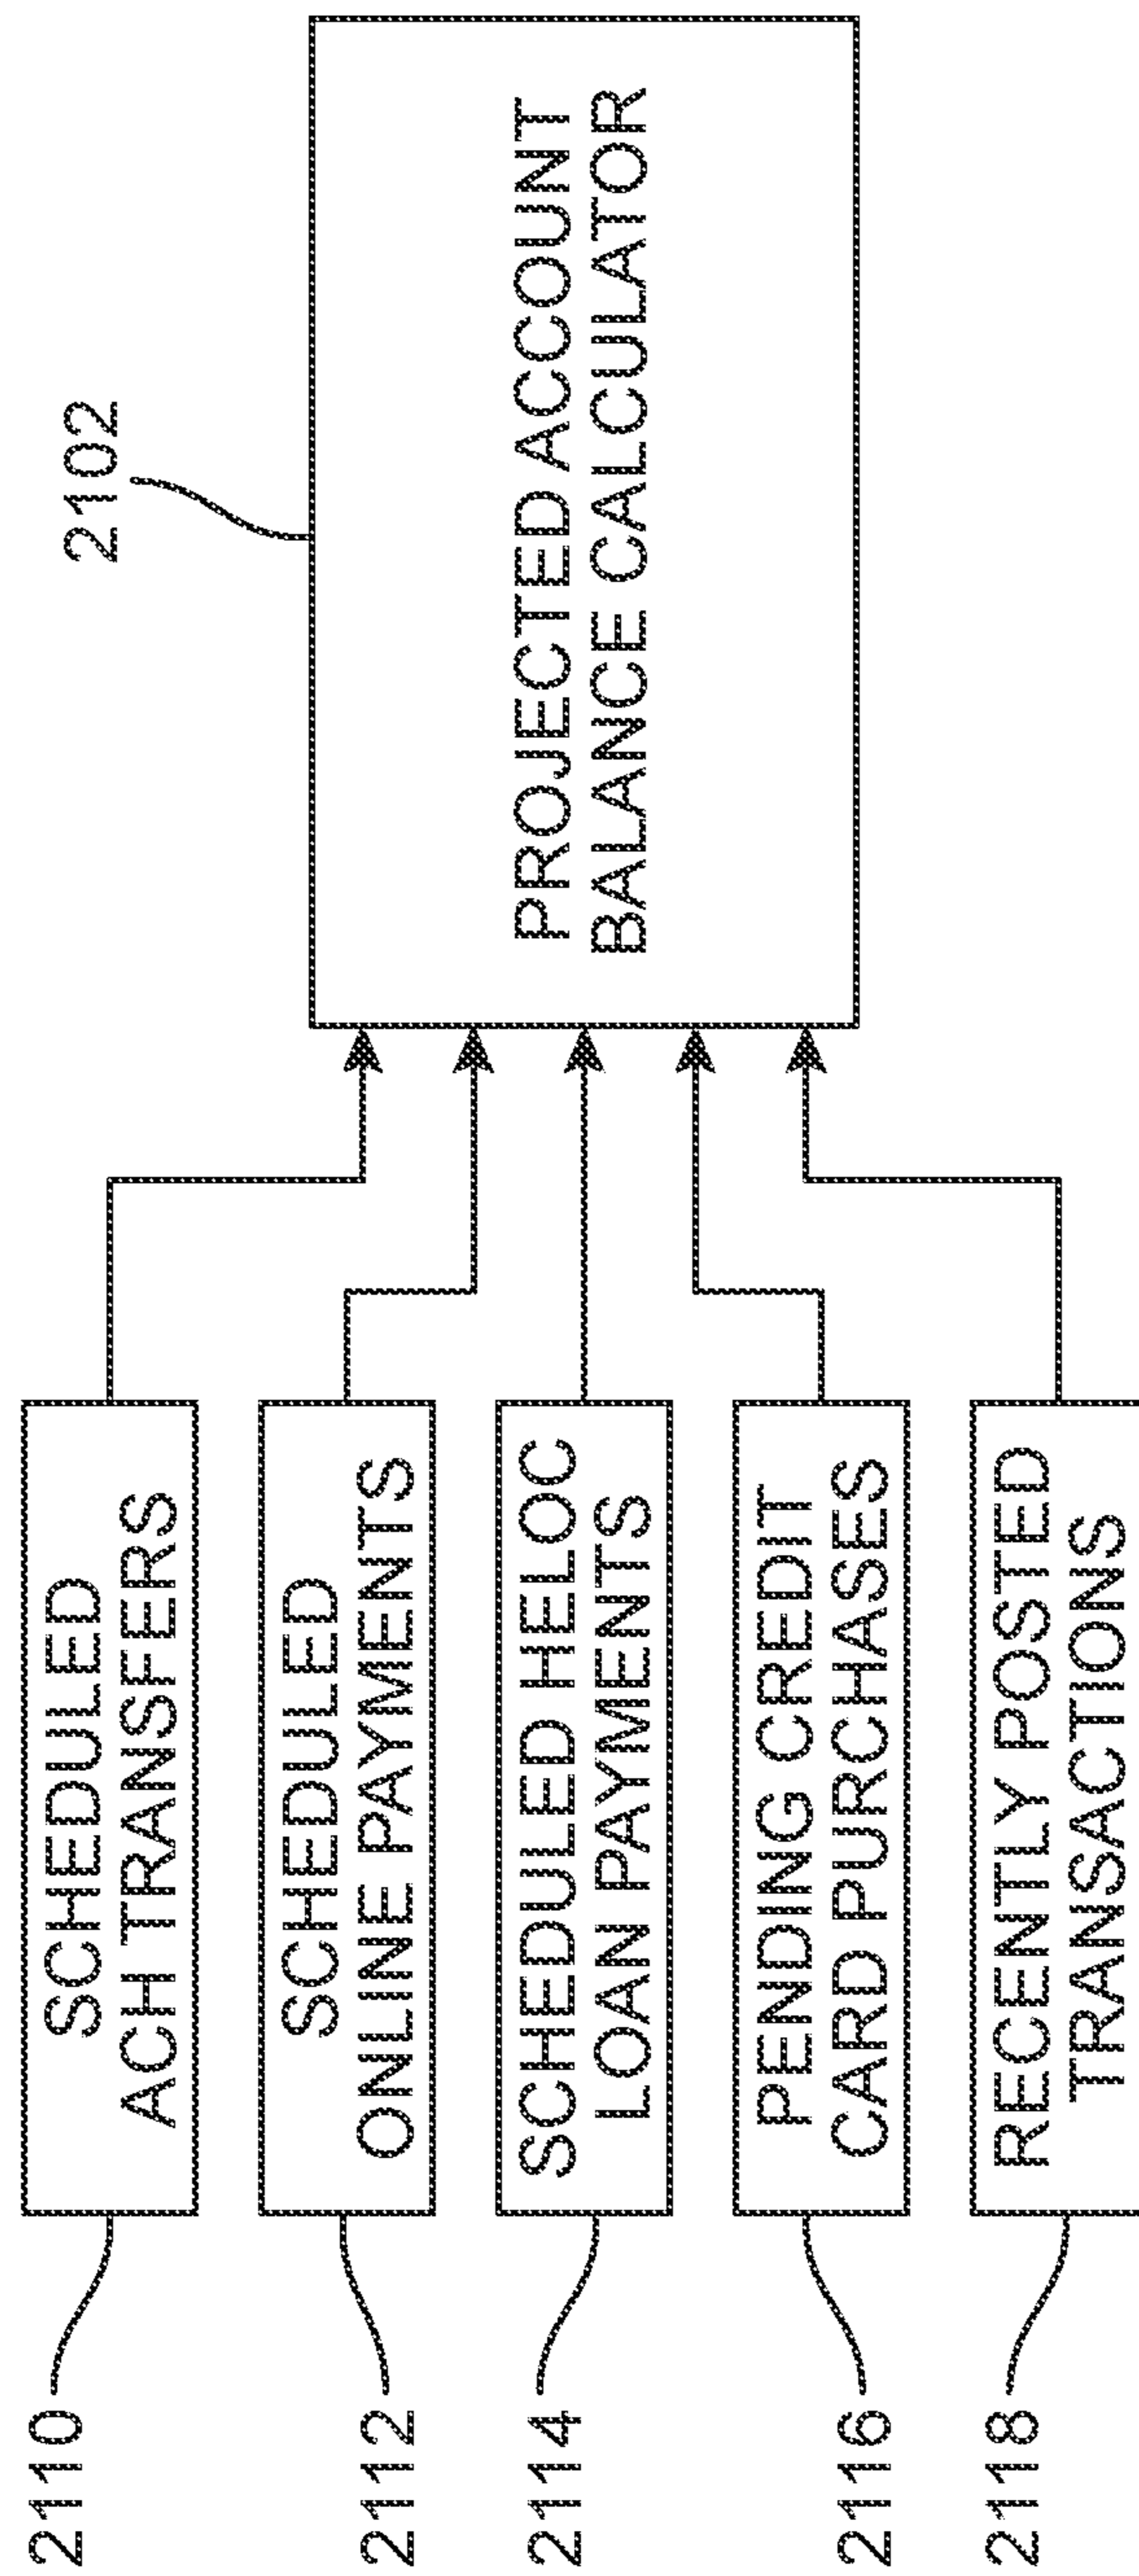 2110
SCHEDULED
ACH TRANSFERS
2112
SCHEDULED
ONLINE PAYMENTS
2114
SCHEDULED HELOC
LOAN PAYMENTS
2116
PENDING CREDIT
CARD PURCHASES
2118
RECENTLY POSTED
TRANSACTIONS
2102
PROJECTED ACCOUNT
BALANCE CALCULATOR